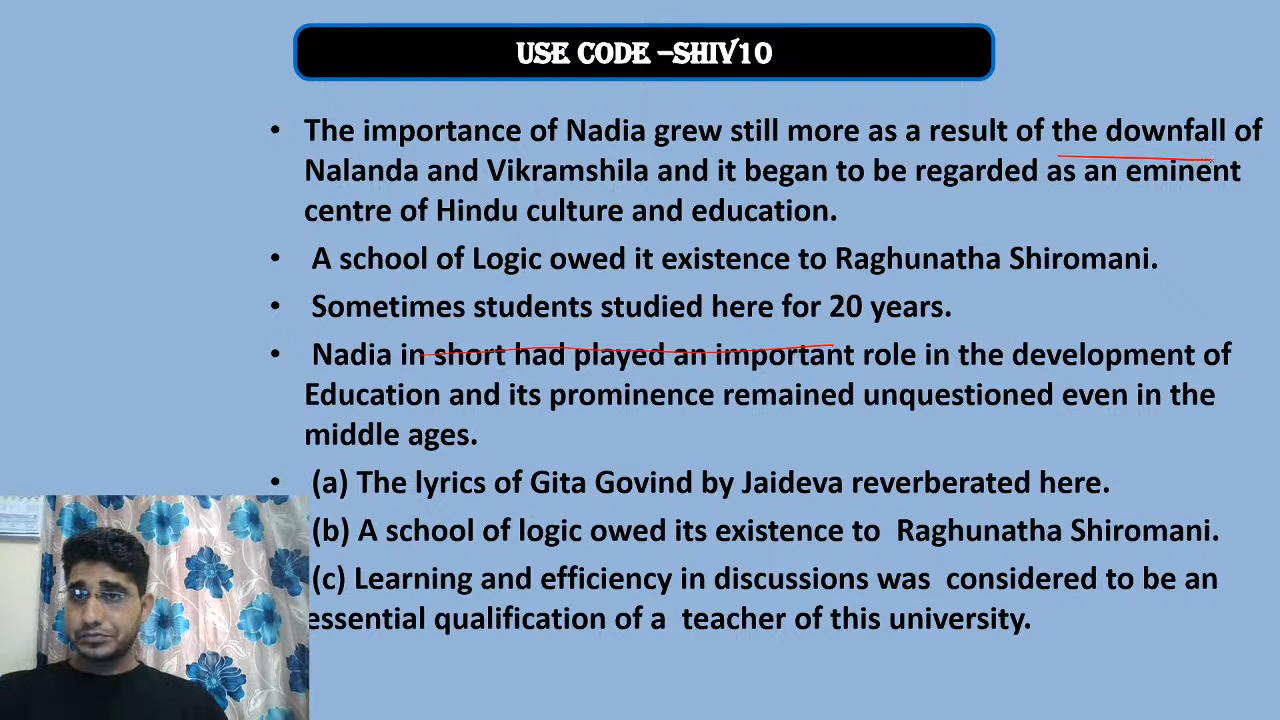 USE CODE –SHIV10
• The importance of Nadia grew still more as a result of the downfall of
Nalanda and Vikramshila and it began to be regarded as an eminent
centre of Hindu culture and education.
• A school of Logic owed it existence to Raghunatha Shiromani.
• Sometimes students studied here for 20 years.
• Nadia in short had played an important role in the development of
Education and its prominence remained unquestioned even in the
middle ages.
• (a) The lyrics of Gita Govind by Jaideva reverberated here.
(b) A school of logic owed its existence to Raghunatha Shiromani.
(c) Learning and efficiency in discussions was considered to be an
essential qualification of a teacher of this university.